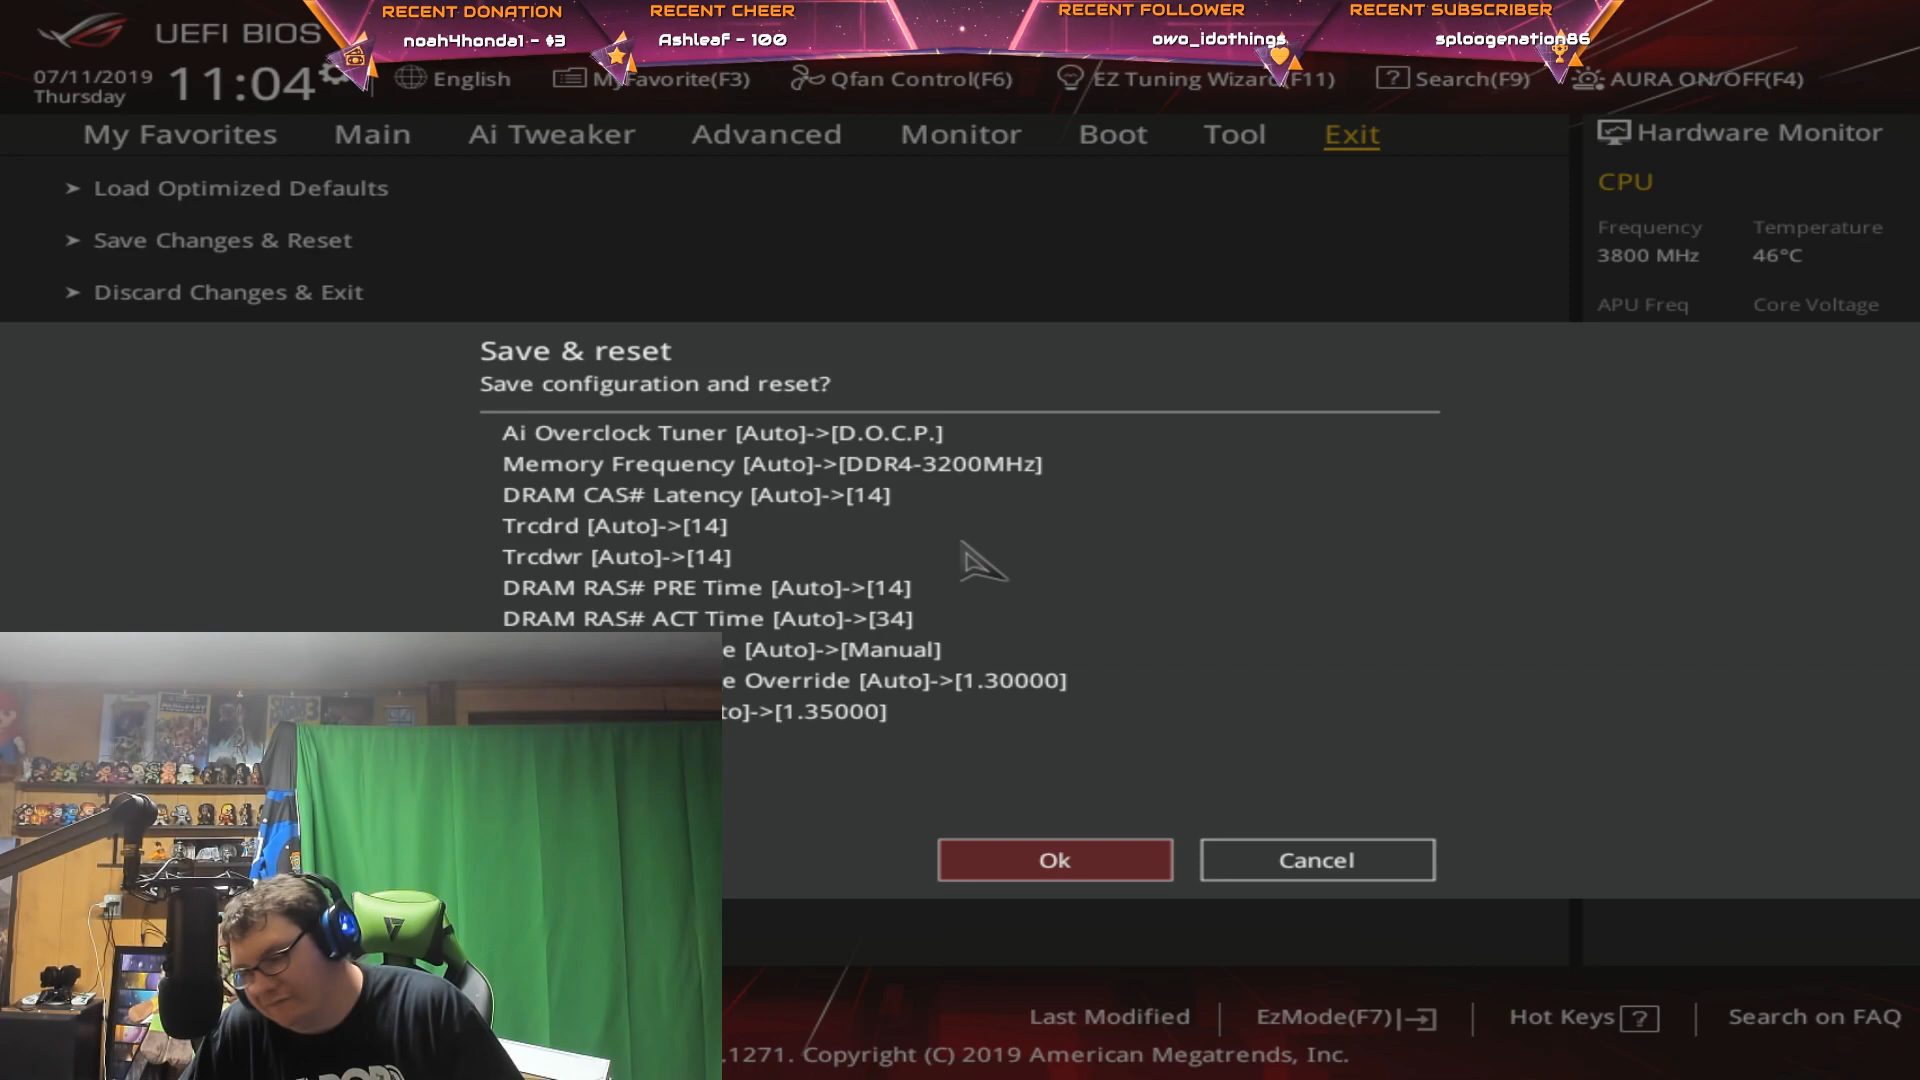 RECENT DONATION
noah4honda1 - $3
RECENT CHEER
Ashleaf - 100
RECENT FOLLOWER
owo_idothings
RECENT SUBSCRIBER
sploogenation86
UEFI BIOS
07/11/2019
Thursday
11:04
English
MyFavorite(F3)
Qfan Control(F6)
EZ Tuning Wizard(F11)
? Search(F9)
AURA ON/OFF(F4)
My Favorites Main Ai Tweaker Advanced Monitor Boot Tool Exit
Hardware Monitor
CPU
Frequency Temperature
3800 MHz 46°C
APU Freq Core Voltage
➤ Load Optimized Defaults
➤ Save Changes & Reset
➤ Discard Changes & Exit
Save & reset
Save configuration and reset?
Ai Overclock Tuner [Auto]->[D.O.C.P.]
Memory Frequency [Auto]->[DDR4-3200MHz]
DRAM CAS# Latency [Auto]->[14]
Trcdrd [Auto]->[14]
Trcdwr [Auto]->[14]
DRAM RAS# PRE Time [Auto]->[14]
DRAM RAS# ACT Time [Auto]->[34]
e [Auto]->[Manual]
e Override [Auto]->[1.30000]
to]->[1.35000]
Ok Cancel
Last Modified EzMode(F7) Hot Keys ? Search on FAQ
.1271. Copyright (C) 2019 American Megatrends, Inc.